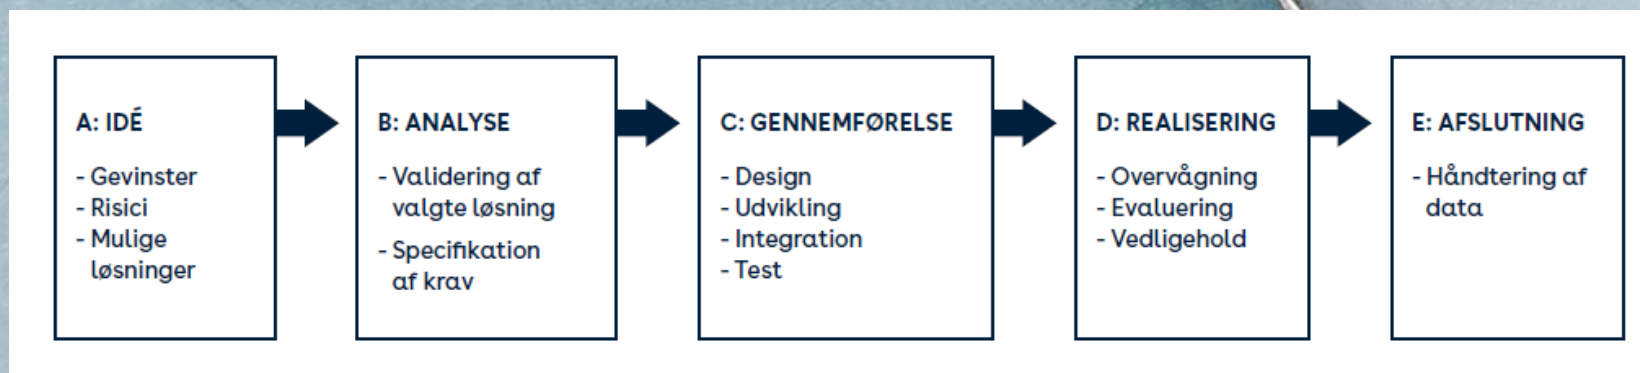 A: IDÉ
- Gevinster
- Risici
- Mulige
løsninger
B: ANALYSE
- Validering af
valgte løsning
- Specifikation
af krav
C: GENNEMFØRELSE
- Design
- Udvikling
- Integration
- Test
D: REALISERING
- Overvågning
- Evaluering
- Vedligehold
E: AFSLUTNING
- Håndtering af
data